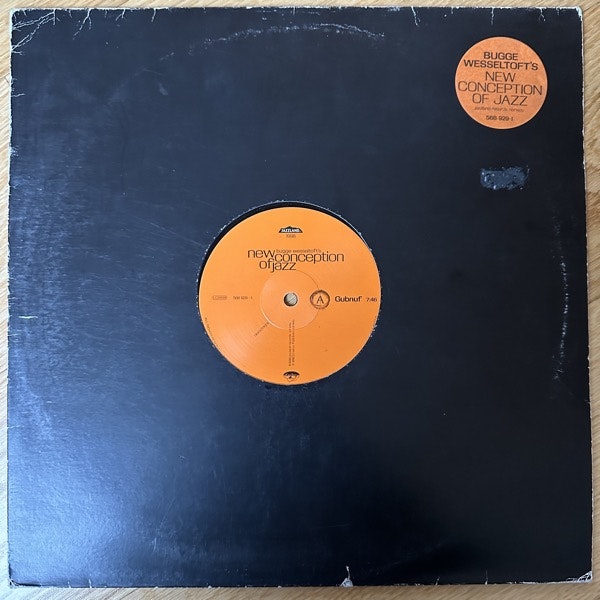 BUGGE
WESSELTOFT'S
NEW
CONCEPTION
OF JAZZ
568 928-1
JAZZLAND
bugge wesseltoft's
new conception
of jazz
A
Gubnuf 7:46